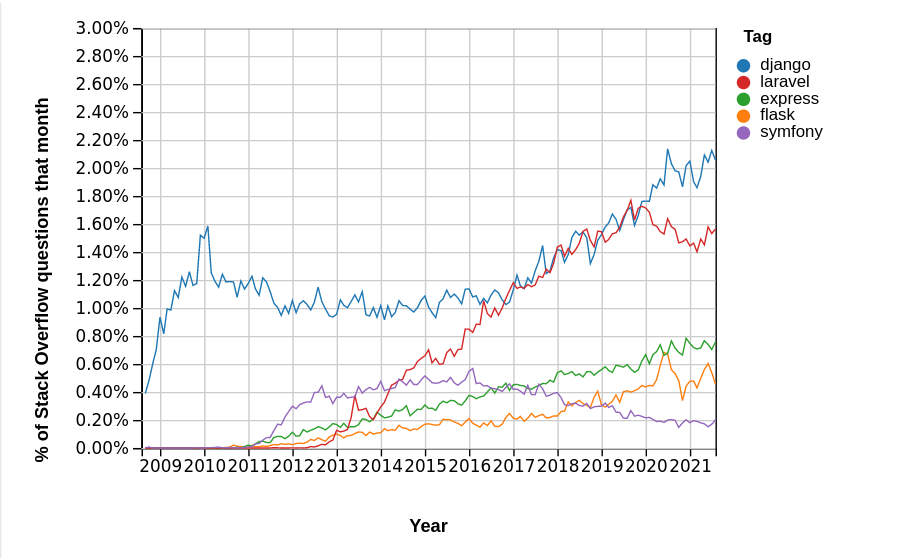 3.00%
2.80%
2.60%
2.40%
2.20%
2.00%
1.80%
1.60%
1.40%
1.20%
1.00%
0.80%
0.60%
0.40%
0.20%
0.00%
% of Stack Overflow questions that month
2009 2010 2011 2012 2013 2014 2015 2016 2017 2018 2019 2020 2021
Year
Tag
django
laravel
express
flask
symfony